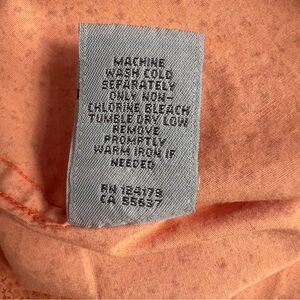 MACHINE
WASH COLD
SEPARATELY
ONLY NON-
CHLORINE BLEACH
TUMBLE DRY LOW
REMOVE
PROMPTLY
WARM IRON IF
NEEDED
RN 124179
CA 55637